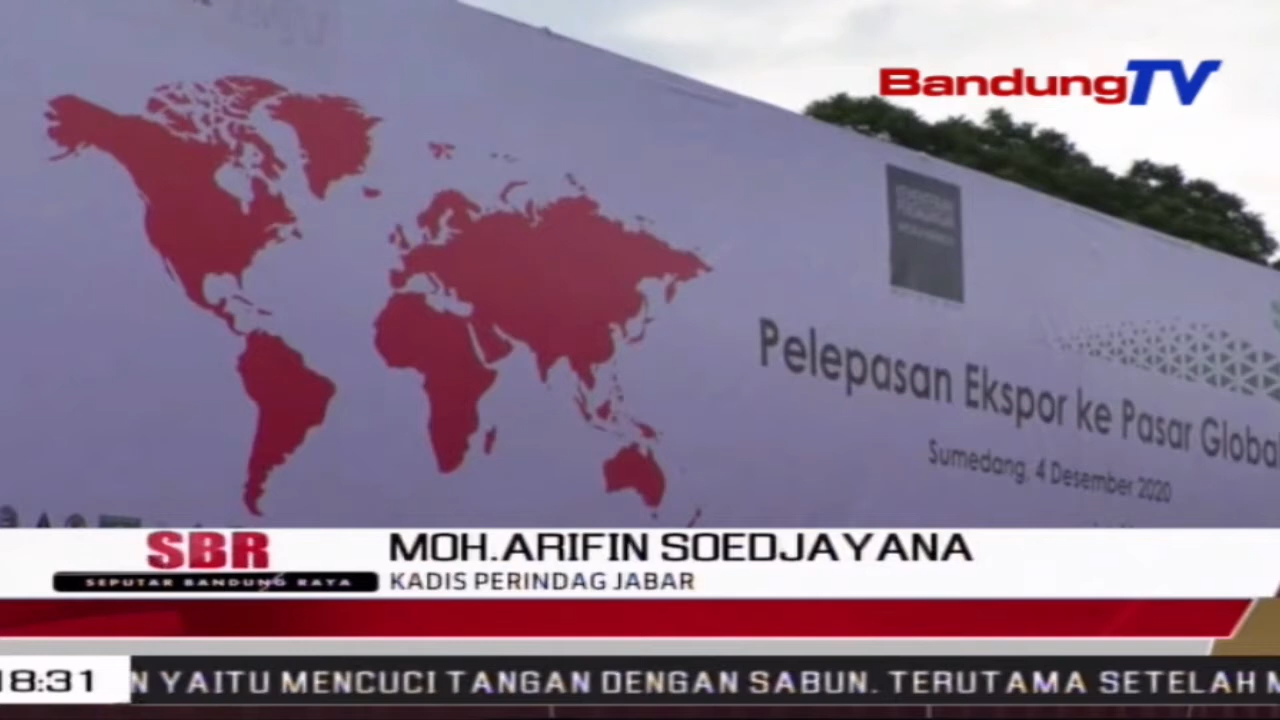 BandungTV
Pelepasan Ekspor ke Pasar Globa
Sumedang, 4 Desember 2020
SBR
SEPUTAR BANDUNG RAYA
MOH.ARIFIN SOEDJAYANA
KADIS PERINDAG JABAR
18:31
N YAITU MENCUCI TANGAN DENGAN SABUN. TERUTAMA SETELAH M